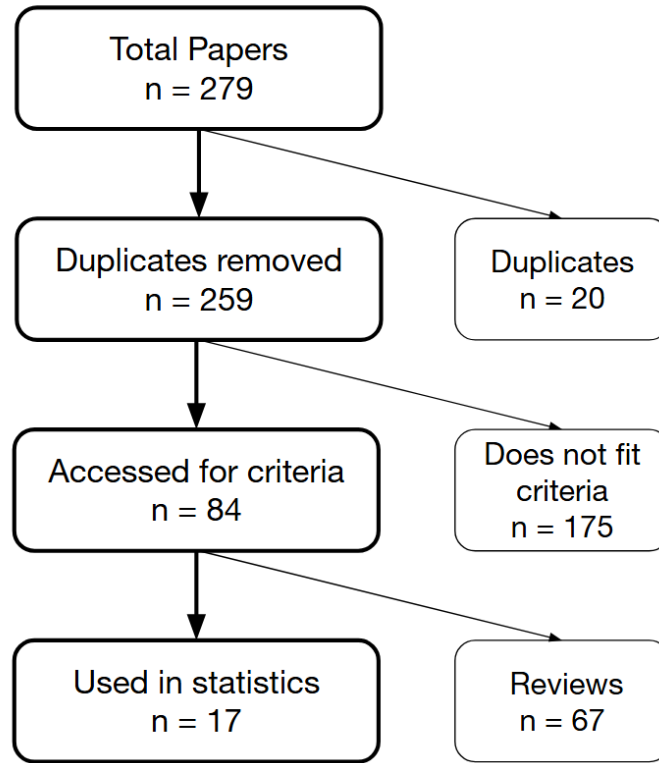 Total Papers
n = 279
Duplicates removed
n = 259
Duplicates
n = 20
Accessed for criteria
n = 84
Does not fit
criteria
n = 175
Used in statistics
n = 17
Reviews
n = 67